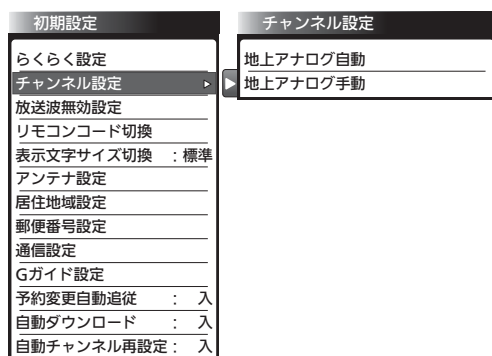 初期設定
らくらく設定
チャンネル設定
放送波無効設定
リモコンコード切換
表示文字サイズ切換 : 標準
アンテナ設定
居住地域設定
郵便番号設定
通信設定
Gガイド設定
予約変更自動追従 : 入
自動ダウンロード : 入
自動チャンネル再設定 : 入
チャンネル設定
地上アナログ自動
地上アナログ手動